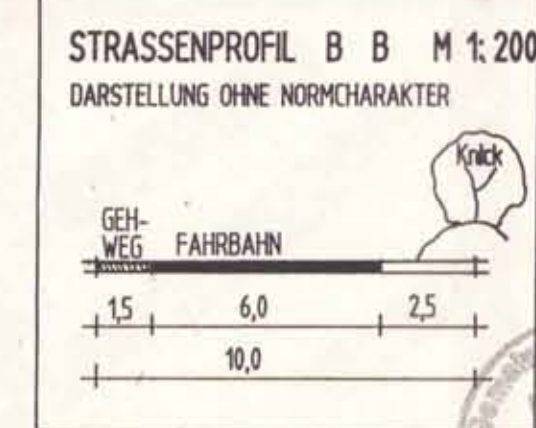 STRASSENPROFIL B B M 1:200
DARSTELLUNG OHNE NORMCHARAKTER
Knick
GEH-
WEG FAHRBAHN
1,5 6,0 2,5
10,0